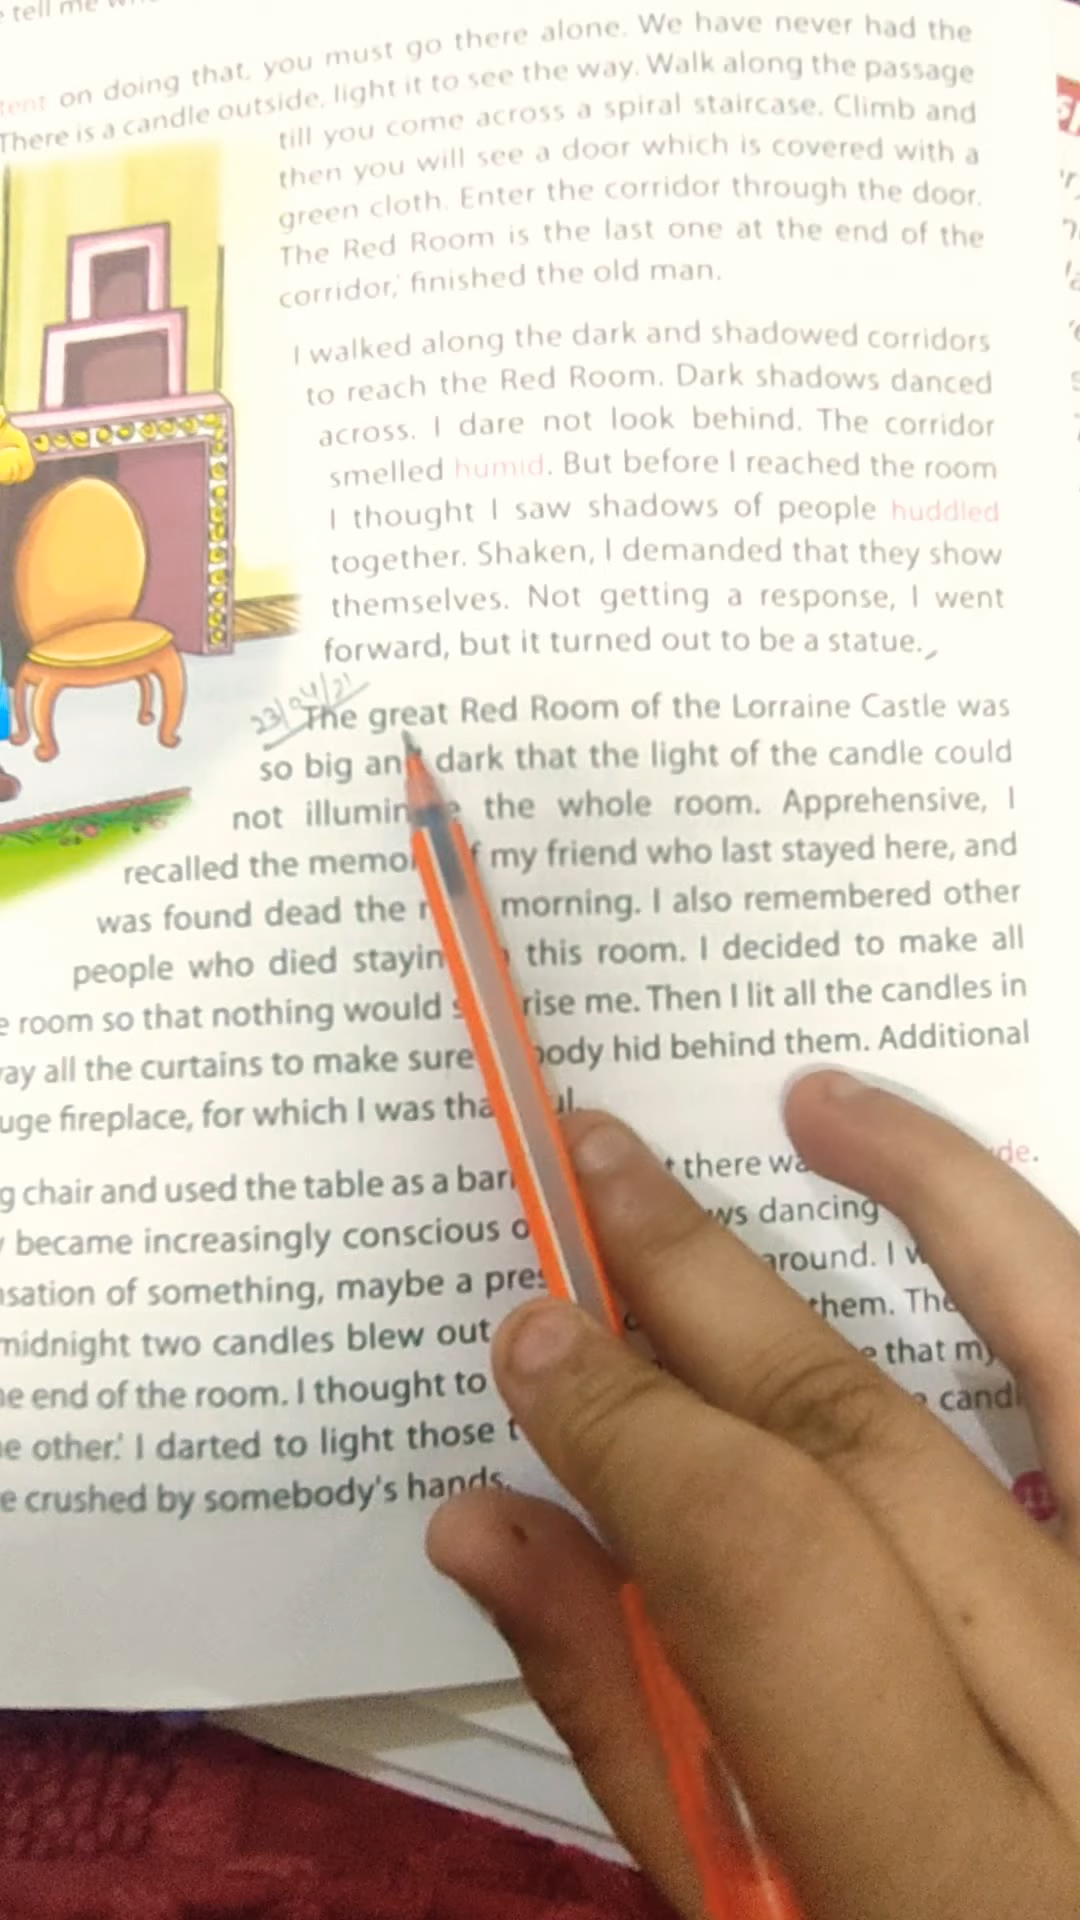 tell me
tent on doing that, you must go there alone. We have never had the
There is a candle outside, light it to see the way. Walk along the passage
till you come across a spiral staircase. Climb and
then you will see a door which is covered with a
green cloth. Enter the corridor through the door.
The Red Room is the last one at the end of the
corridor,' finished the old man.
I walked along the dark and shadowed corridors
to reach the Red Room. Dark shadows danced
across. I dare not look behind. The corridor
smelled humid. But before I reached the room
I thought I saw shadows of people huddled
together. Shaken, I demanded that they show
themselves. Not getting a response, I went
forward, but it turned out to be a statue.
23/04/21
The great Red Room of the Lorraine Castle was
so big and dark that the light of the candle could
not the whole room. Apprehensive, I
recalled the my friend who last stayed here, and
was found dead the morning. I also remembered other
people who died this room. I decided to make all
room so that nothing would rise me. Then I lit all the candles in
ay all the curtains to make sure body hid behind them. Additional
uge fireplace, for which I was
g chair and used the table as a there de.
became increasingly conscious ws dancing
sation of something, maybe a around. I
midnight two candles blew out them.
e end of the room. I thought to that my
e other.' I darted to light those candl
e crushed by somebody's hands.
11